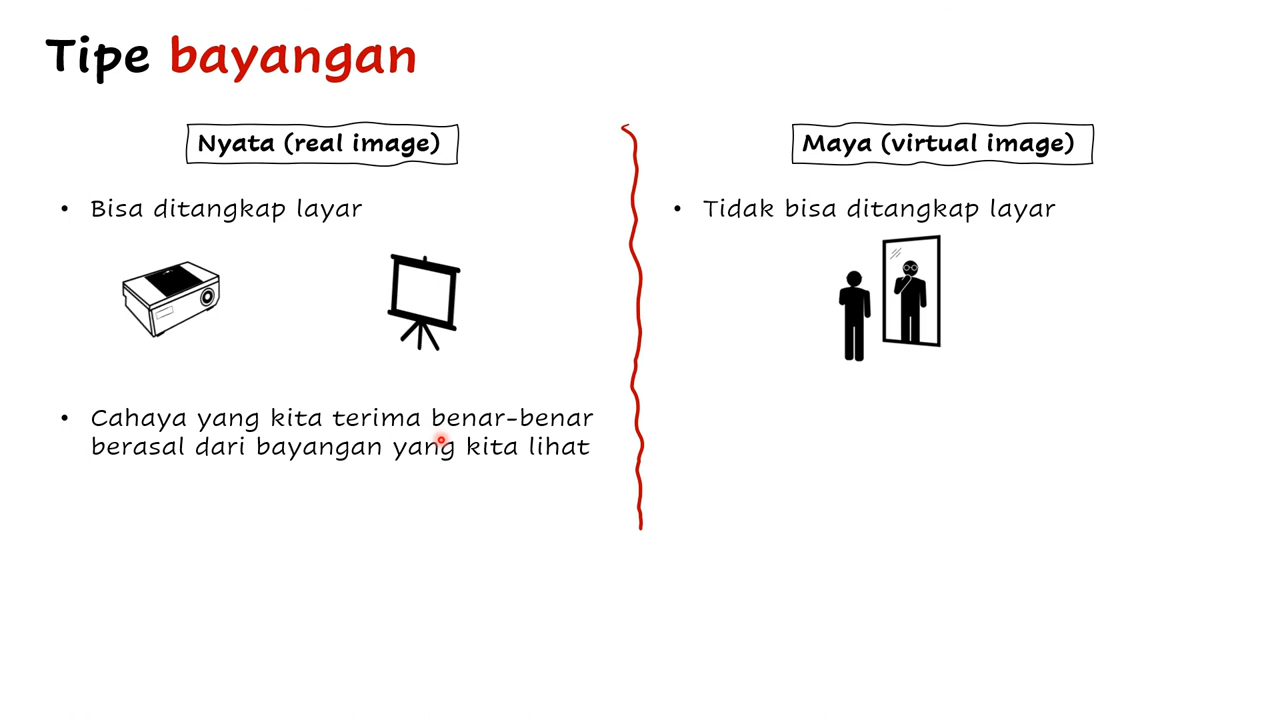 Tipe bayangan
Nyata (real image)
• Bisa ditangkap layar
• Cahaya yang kita terima benar-benar
berasal dari bayangan yang kita lihat
Maya (virtual image)
• Tidak bisa ditangkap layar